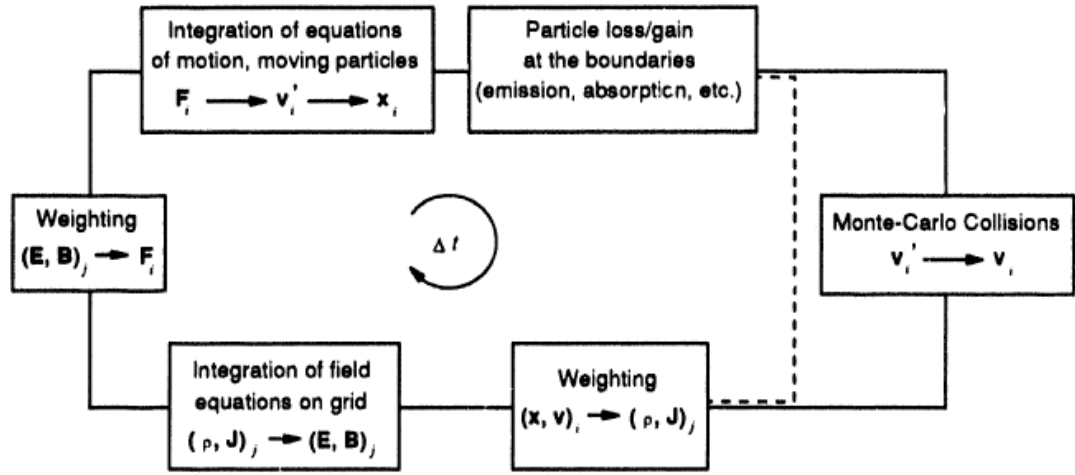 Integration of equations
of motion, moving particles
F_i → v_i' → x_i
Particle loss/gain
at the boundaries
(emission, absorption, etc.)
Weighting
(E, B)_j → F_i
Δt
Monte-Carlo Collisions
v_i' → v_i
Integration of field
equations on grid
(ρ, J)_j → (E, B)_j
Weighting
(x, v)_i → (ρ, J)_j